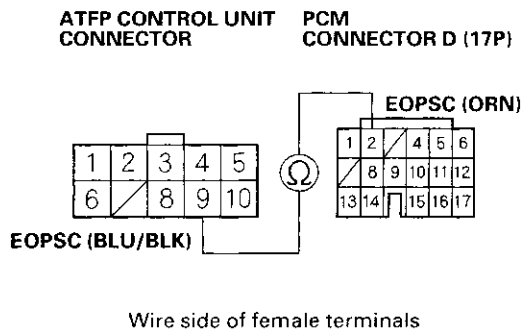 ATFP CONTROL UNIT CONNECTOR
PCM CONNECTOR D (17P)
EOPSC (ORN)
1 2 4 5 6
8 9 10 11 12
13 14 15 16 17
1 2 3 4 5
6 8 9 10
Ω
EOPSC (BLU/BLK)
Wire side of female terminals